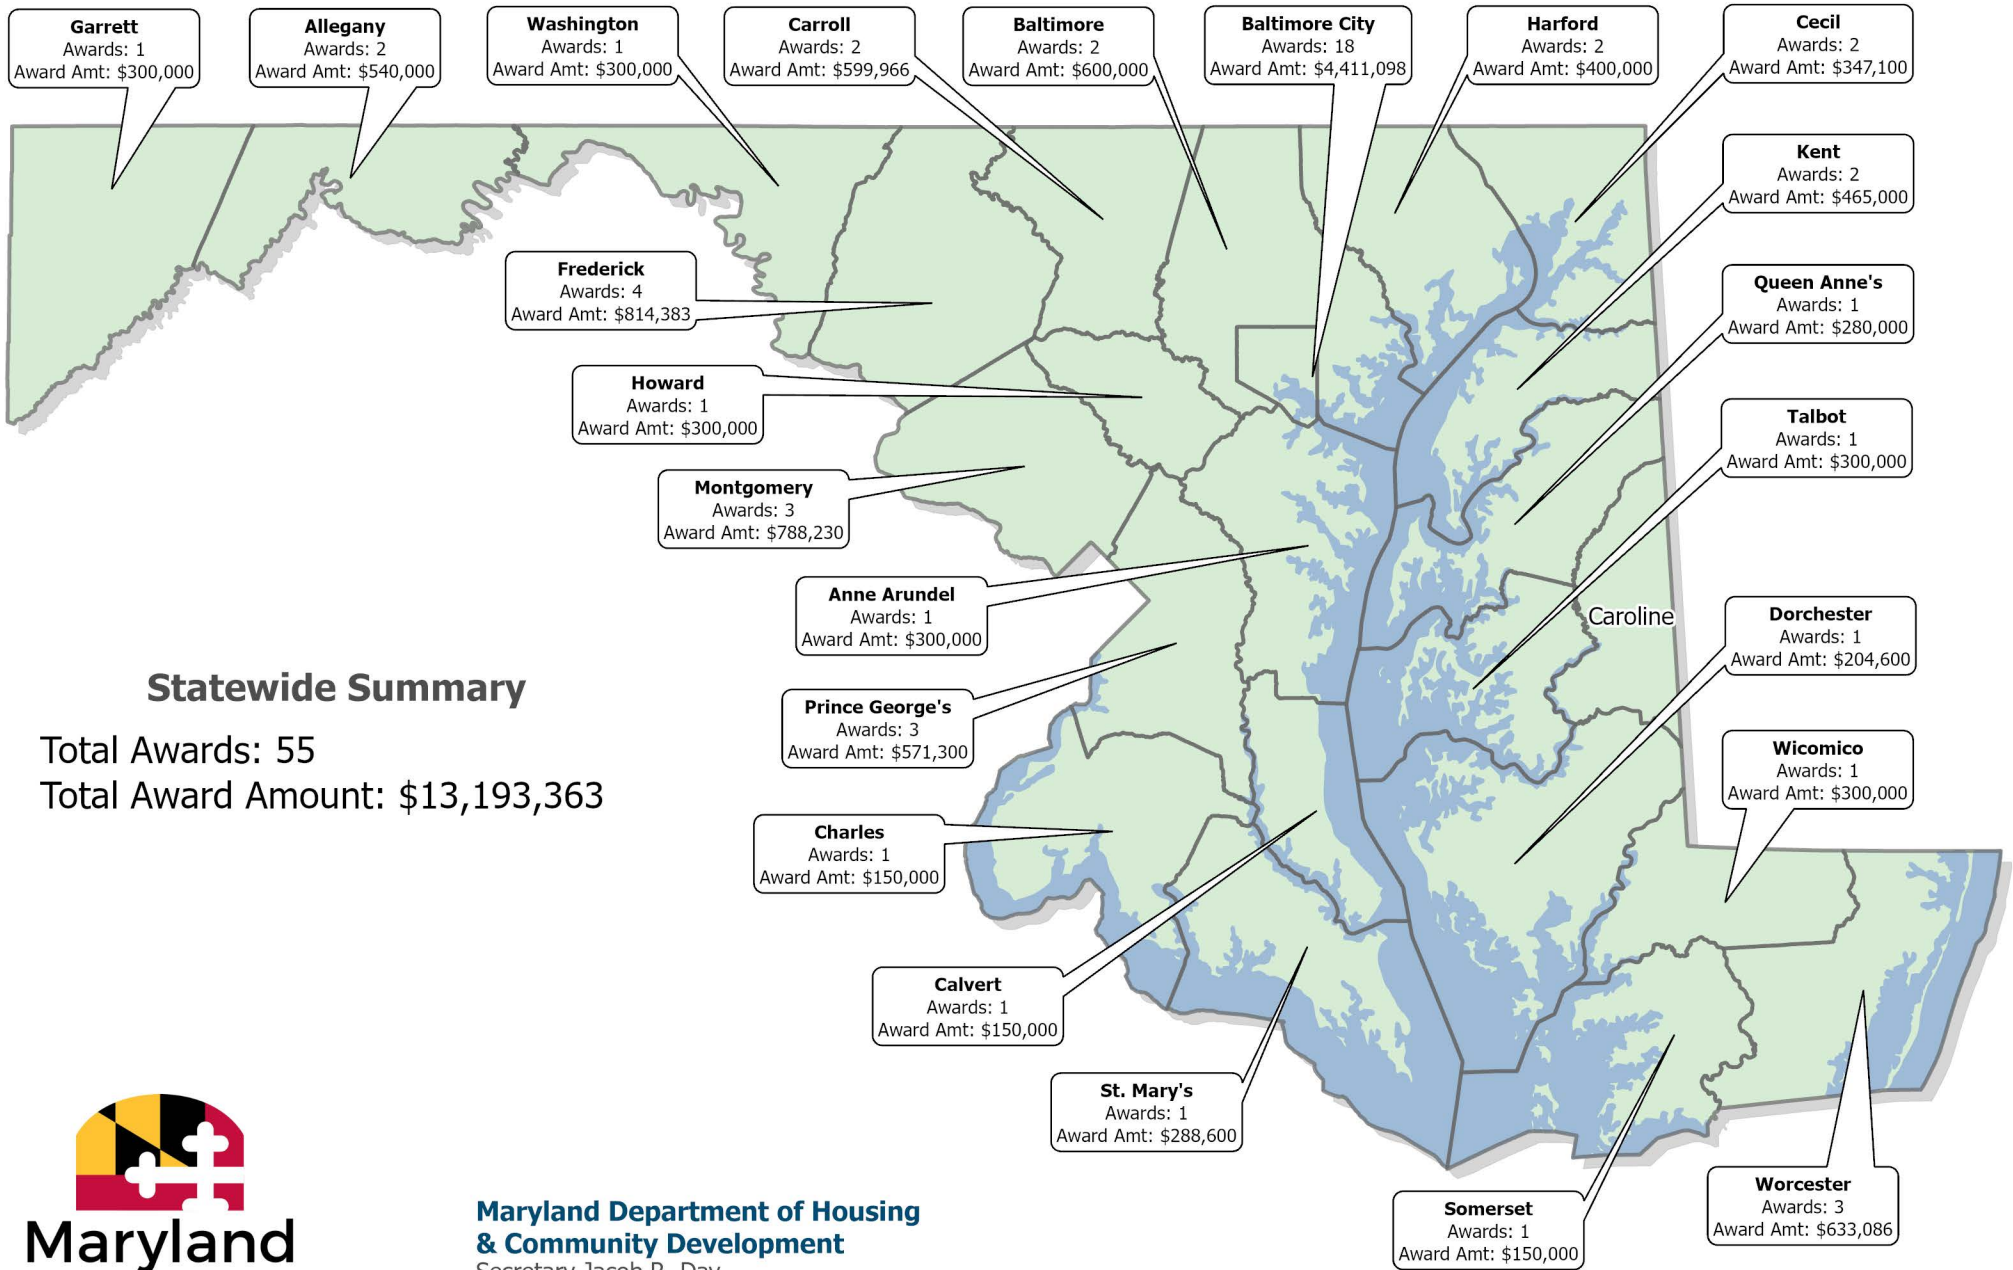 Garrett
Awards: 1
Award Amt: $300,000
Allegany
Awards: 2
Award Amt: $540,000
Washington
Awards: 1
Award Amt: $300,000
Carroll
Awards: 2
Award Amt: $599,966
Baltimore
Awards: 2
Award Amt: $600,000
Baltimore City
Awards: 18
Award Amt: $4,411,098
Harford
Awards: 2
Award Amt: $400,000
Cecil
Awards: 2
Award Amt: $347,100
Kent
Awards: 2
Award Amt: $465,000
Frederick
Awards: 4
Award Amt: $814,383
Queen Anne's
Awards: 1
Award Amt: $280,000
Howard
Awards: 1
Award Amt: $300,000
Talbot
Awards: 1
Award Amt: $300,000
Montgomery
Awards: 3
Award Amt: $788,230
Anne Arundel
Awards: 1
Award Amt: $300,000
Caroline
Dorchester
Awards: 1
Award Amt: $204,600
Statewide Summary
Total Awards: 55
Total Award Amount: $13,193,363
Prince George's
Awards: 3
Award Amt: $571,300
Wicomico
Awards: 1
Award Amt: $300,000
Charles
Awards: 1
Award Amt: $150,000
Calvert
Awards: 1
Award Amt: $150,000
St. Mary's
Awards: 1
Award Amt: $288,600
Worcester
Awards: 3
Award Amt: $633,086
Somerset
Awards: 1
Award Amt: $150,000
Maryland
Maryland Department of Housing
& Community Development
Secretary Jacob R. Day